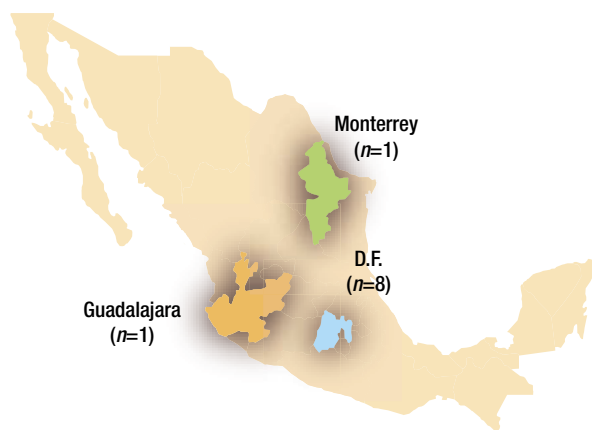 Monterrey
(n=1)
D.F.
(n=8)
Guadalajara
(n=1)